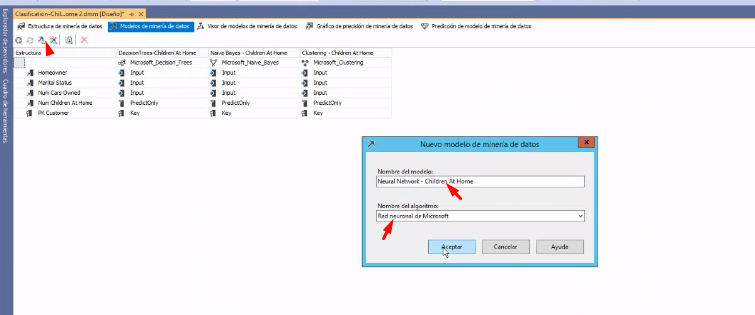 Clasification-Chil...ome 2.dmm [Diseño]*
Estructura de minería de datos
Modelos de minería de datos
Visor de modelos de minería de datos
Gráfico de precisión de minería de datos
Predicción de modelo de minería de datos
Explorador de servidores
Cuadro de herramientas
Estructura DecisionTrees-Children At Home Naive Bayes - Children At Home Clustering - Children At Home
Microsoft_Decision_Trees Microsoft_Naive_Bayes Microsoft_Clustering
Homeowner Input Input Input
Marital Status Input Input Input
Num Cars Owned Input Input Input
Num Children At Home PredictOnly PredictOnly PredictOnly
PK Customer Key Key Key
Nuevo modelo de minería de datos
Nombre del modelo:
Neural Network - Children At Home
Nombre del algoritmo:
Red neuronal de Microsoft
Aceptar Cancelar Ayuda